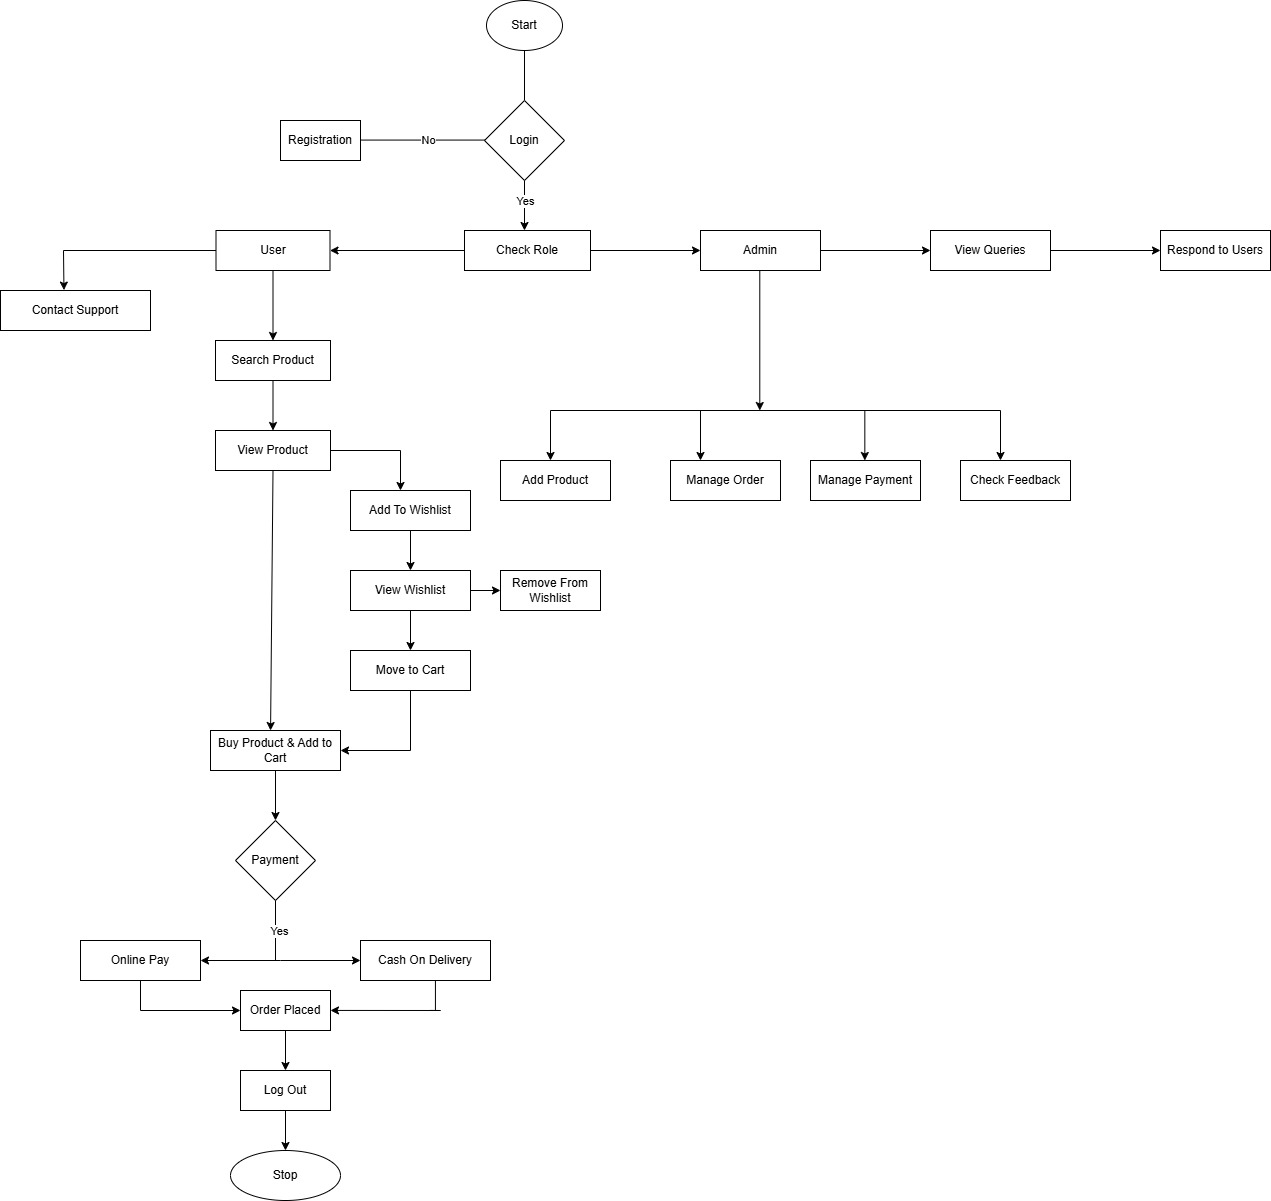 Start
Login
No
Registration
Yes
User
Check Role
Admin
View Queries
Respond to Users
Contact Support
Search Product
View Product
Add To Wishlist
Add Product
Manage Order
Manage Payment
Check Feedback
View Wishlist
Remove From
Wishlist
Move to Cart
Buy Product & Add to
Cart
Payment
Yes
Online Pay
Cash On Delivery
Order Placed
Log Out
Stop